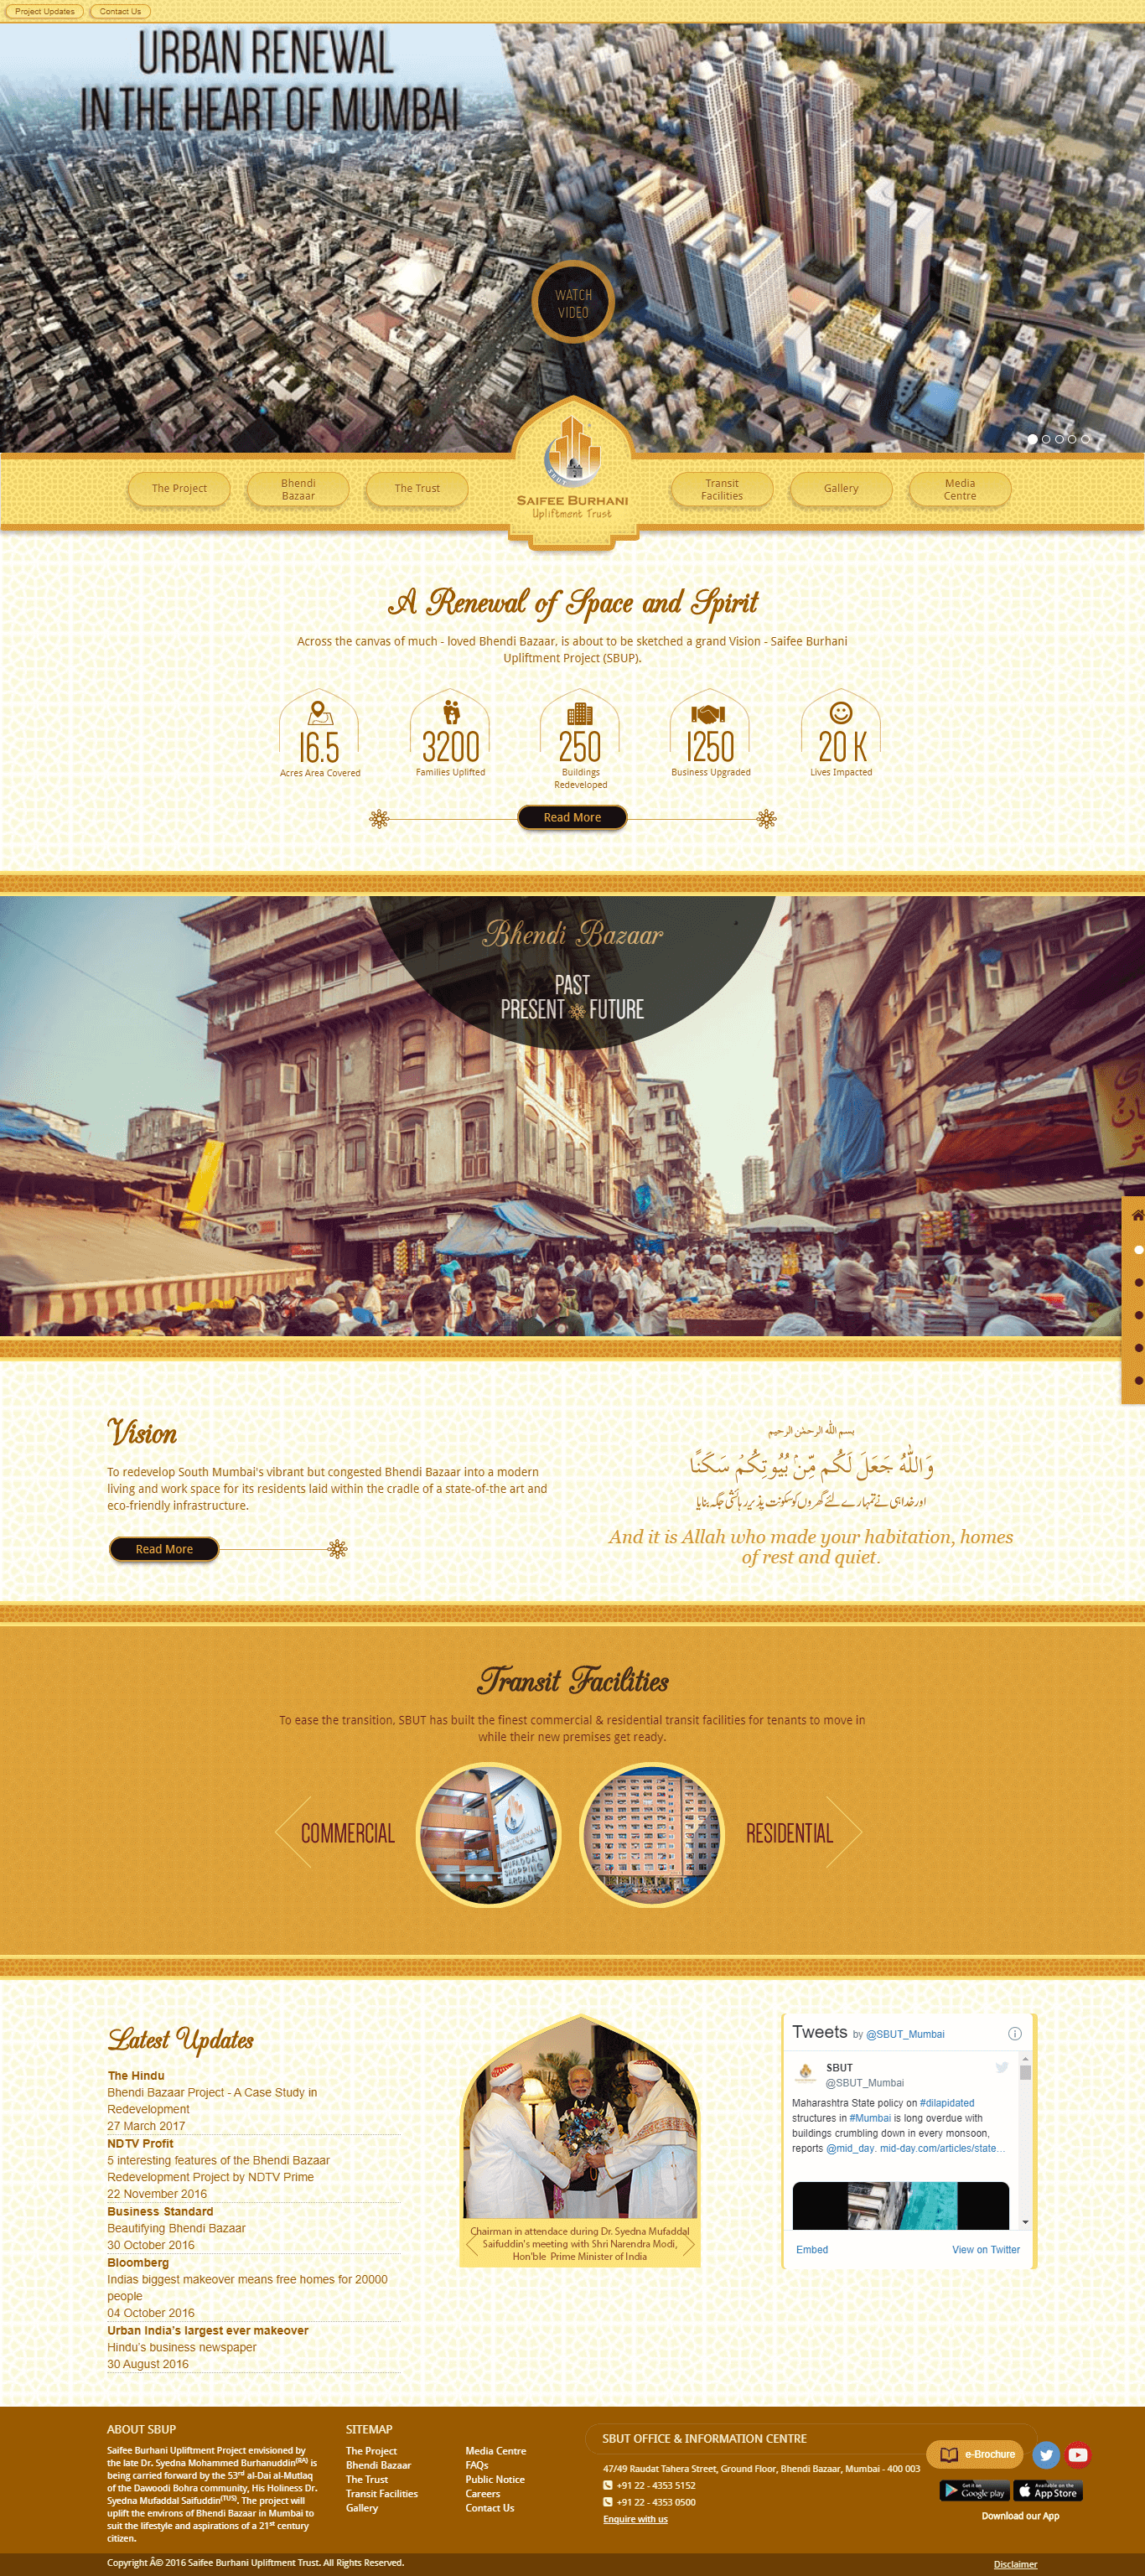 Project Updates
Contact Us
URBAN RENEWAL
IN THE HEART OF MUMBAI
WATCH
VIDEO
The Project
Bhendi
Bazaar
The Trust
SAIFEE BURHANI
Upliftment Trust
Transit
Facilities
Gallery
Media
Centre
A Renewal of Space and Spirit
Across the canvas of much - loved Bhendi Bazaar, is about to be sketched a grand Vision - Saifee Burhani
Upliftment Project (SBUP).
16.5
Acres Area Covered
3200
Families Uplifted
250
Buildings
Redeveloped
1250
Business Upgraded
20 K
Lives Impacted
Read More
Bhendi Bazaar
PAST
PRESENT FUTURE
Vision
To redevelop South Mumbai's vibrant but congested Bhendi Bazaar into a modern
living and work space for its residents laid within the cradle of a state-of-the art and
eco-friendly infrastructure.
Read More
بسم الله الرحمن الرحيم
وَاللّٰهُ جَعَلَ لَكُم مِّنْ بُيُوتِكُمْ سَكَنًا
اور خدا ہی نے تمہارے لئے گھروں کو سکونت پذیر رہائشی جگہ بنایا
And it is Allah who made your habitation, homes
of rest and quiet.
Transit Facilities
To ease the transition, SBUT has built the finest commercial & residential transit facilities for tenants to move in
while their new premises get ready.
COMMERCIAL
RESIDENTIAL
Latest Updates
The Hindu
Bhendi Bazaar Project - A Case Study in
Redevelopment
27 March 2017
NDTV Profit
5 interesting features of the Bhendi Bazaar
Redevelopment Project by NDTV Prime
22 November 2016
Business Standard
Beautifying Bhendi Bazaar
30 October 2016
Bloomberg
Indias biggest makeover means free homes for 20000
people
04 October 2016
Urban India's largest ever makeover
Hindu's business newspaper
30 August 2016
Chairman in attendace during Dr. Syedna Mufaddal
Saifuddin's meeting with Shri Narendra Modi,
Hon'ble Prime Minister of India
Tweets by @SBUT_Mumbai
SBUT
@SBUT_Mumbai
Maharashtra State policy on #dilapidated
structures in #Mumbai is long overdue with
buildings crumbling down in every monsoon,
reports @mid_day. mid-day.com/articles/state…
Embed
View on Twitter
ABOUT SBUP
Saifee Burhani Upliftment Project envisioned by
the late Dr. Syedna Mohammed Burhanuddin(RA) is
being carried forward by the 53rd al-Dai al-Mutlaq
of the Dawoodi Bohra community, His Holiness Dr.
Syedna Mufaddal Saifuddin(TUS). The project will
uplift the environs of Bhendi Bazaar in Mumbai to
suit the lifestyle and aspirations of a 21st century
citizen.
SITEMAP
The Project
Bhendi Bazaar
The Trust
Transit Facilities
Gallery
Media Centre
FAQs
Public Notice
Careers
Contact Us
SBUT OFFICE & INFORMATION CENTRE
47/49 Raudat Tahera Street, Ground Floor, Bhendi Bazaar, Mumbai - 400 003
+91 22 - 4353 5152
+91 22 - 4353 0500
Enquire with us
e-Brochure
Get it on
Google play
Available on the
App Store
Download our App
Copyright Â© 2016 Saifee Burhani Upliftment Trust. All Rights Reserved.
Disclaimer